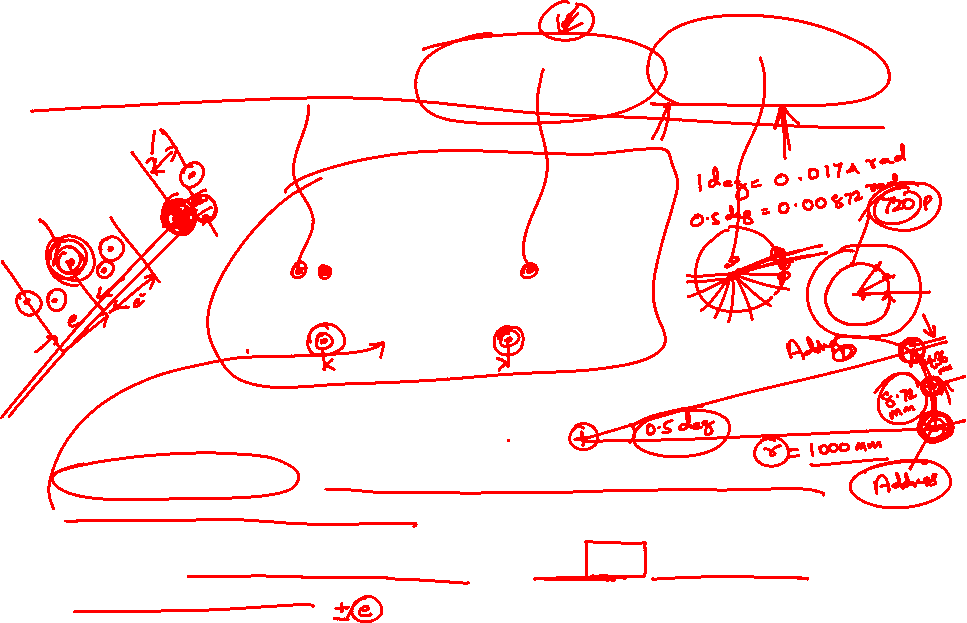 1 deg = 0.0174 rad
0.5 deg = 0.00872 rad
720 P
e
e
Address
8.72
mm
0.5 deg
r = 1000 mm
Address
K
± e